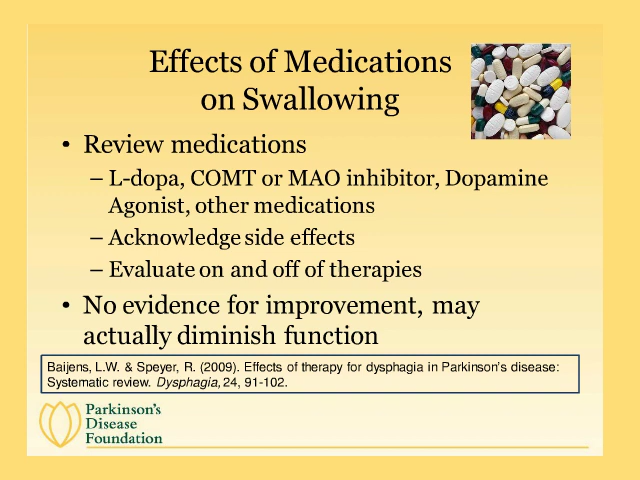 Effects of Medications
on Swallowing
• Review medications
– L-dopa, COMT or MAO inhibitor, Dopamine
Agonist, other medications
– Acknowledge side effects
– Evaluate on and off of therapies
• No evidence for improvement, may
actually diminish function
Baijens, L.W. & Speyer, R. (2009). Effects of therapy for dysphagia in Parkinson's disease:
Systematic review. Dysphagia, 24, 91-102.
Parkinson's
Disease
Foundation